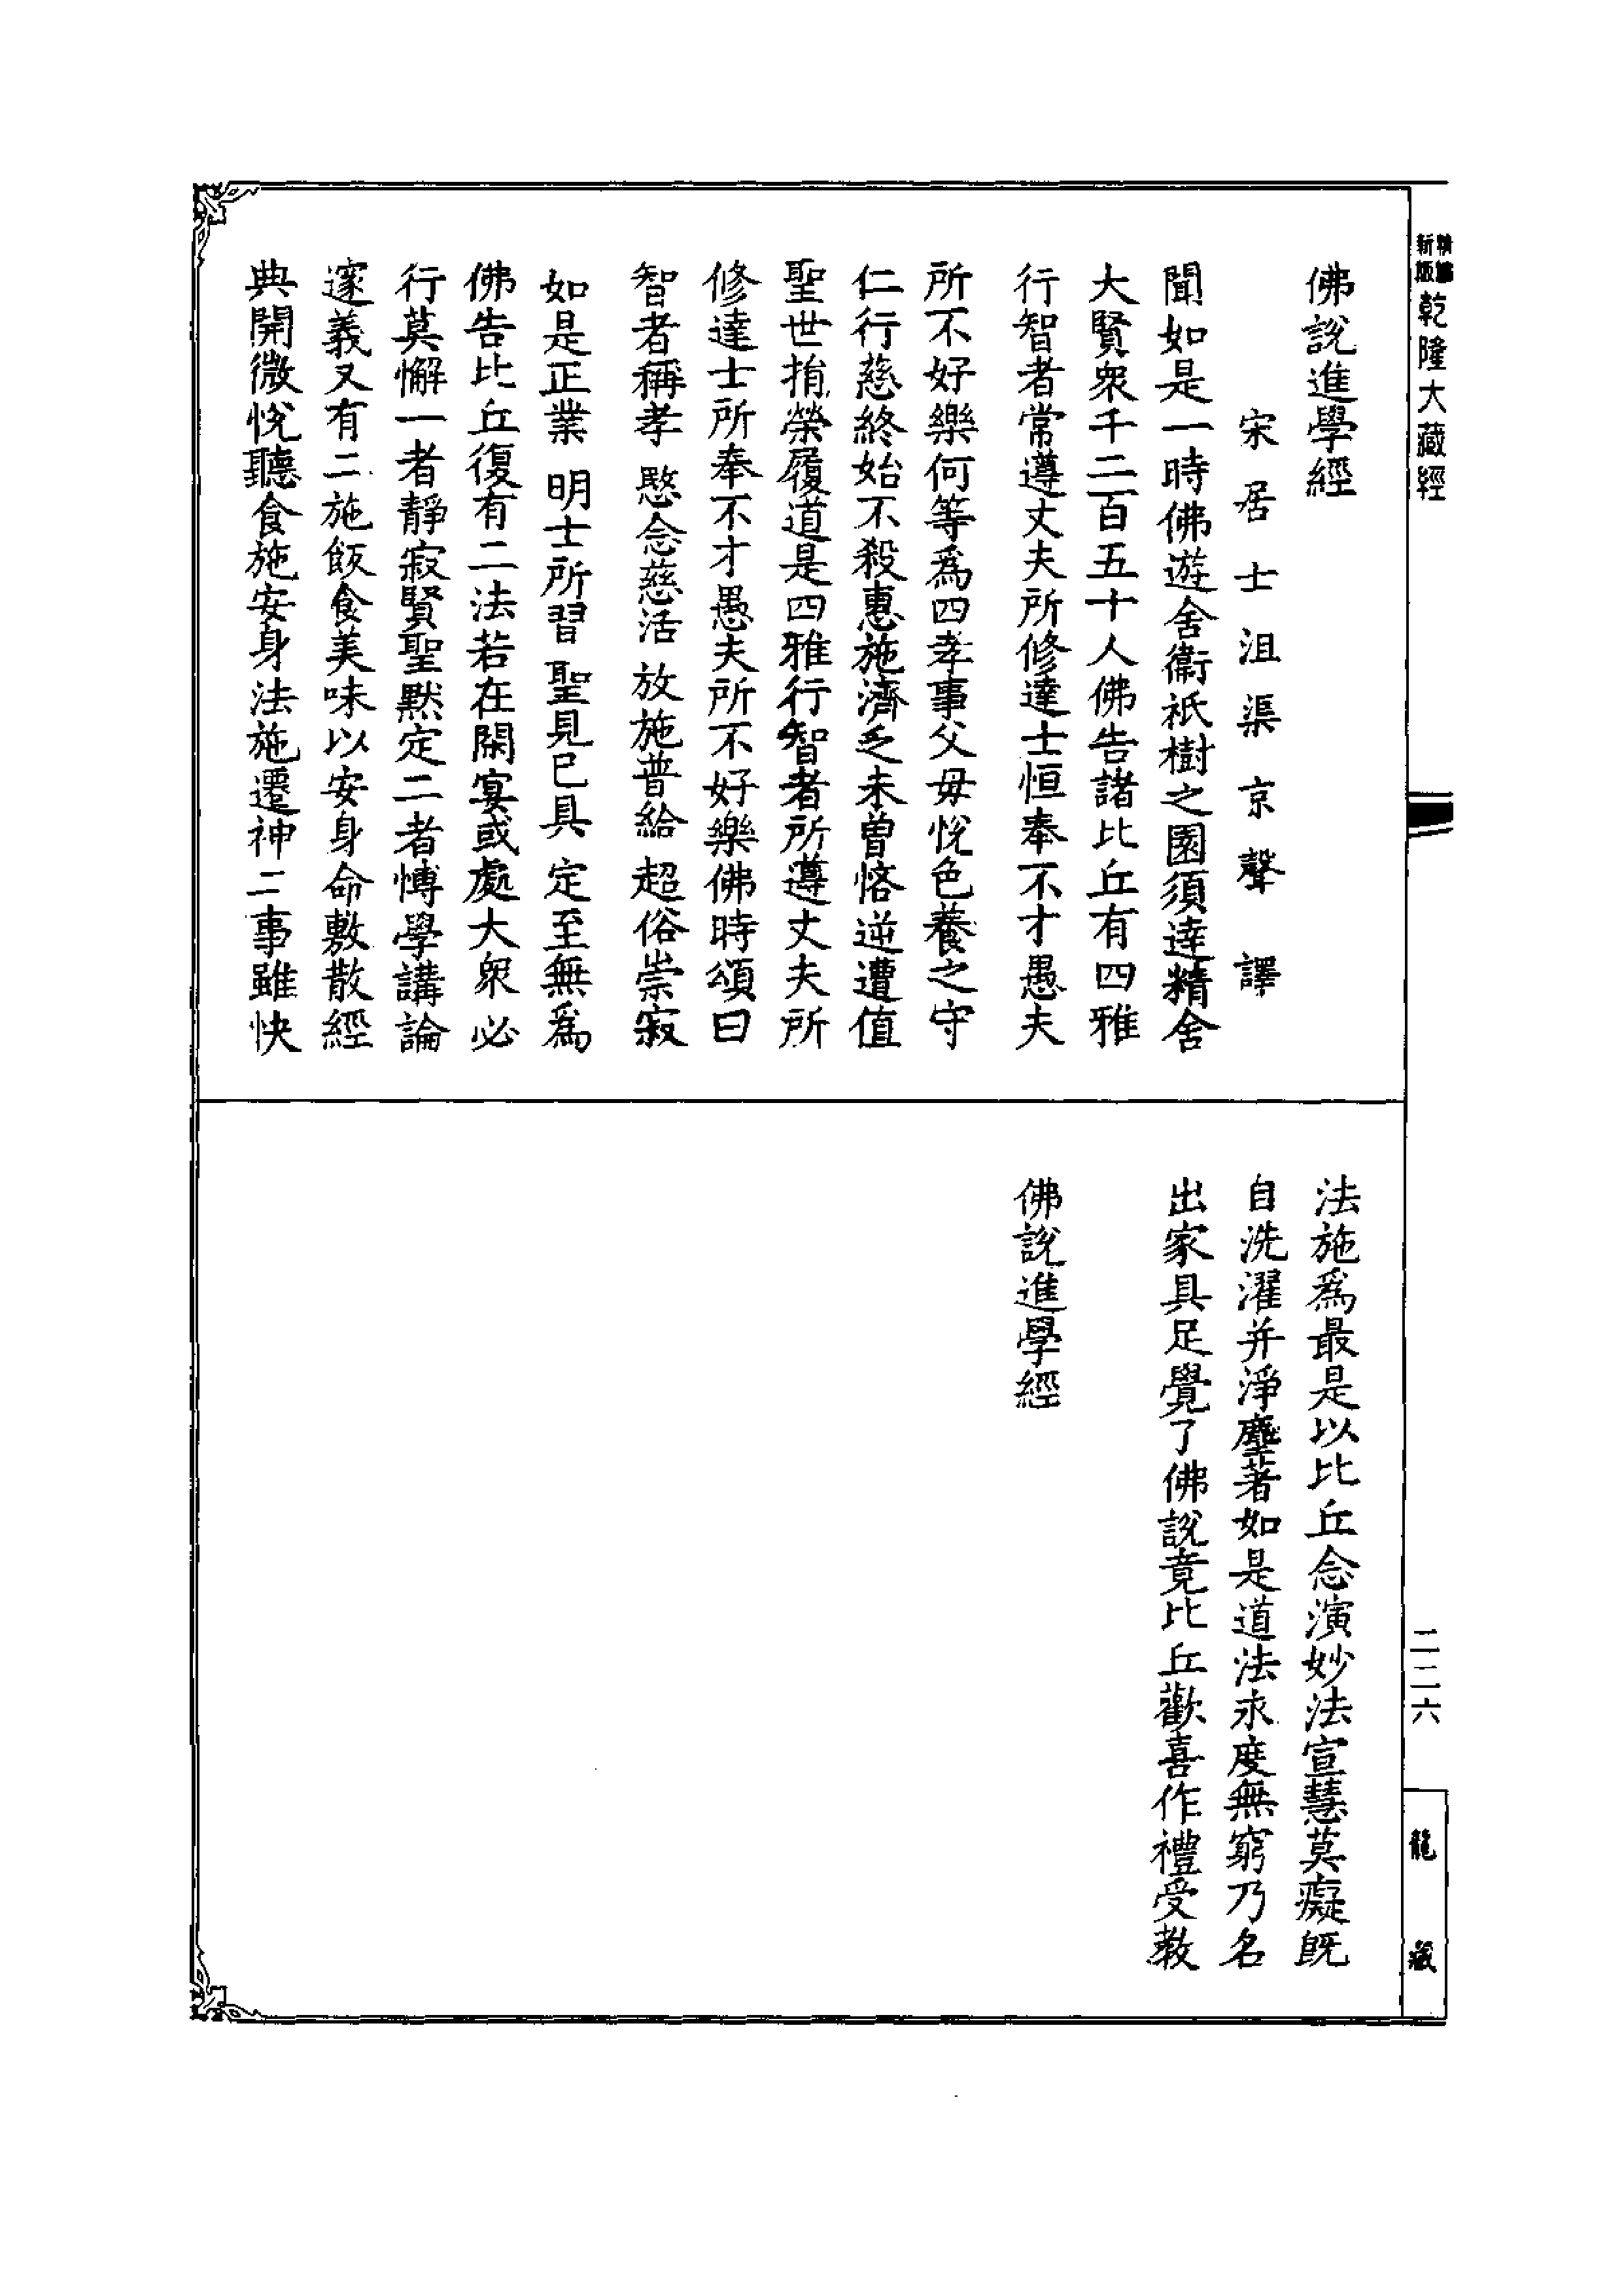 精編新版 乾隆大藏經
佛說進學經
宋居士沮渠京聲譯
聞如是一時佛遊舍衞祇樹之園須達精舍
大賢衆千二百五十人佛告諸比丘有四雅
行智者常遵丈夫所修達士恒奉不才愚夫
所不好樂何等爲四孝事父母悅色養之守
仁行慈終始不殺惠施濟乏未曾悋逆遭值
聖世捐榮履道是四雅行智者所遵丈夫所
修達士所奉不才愚夫所不好樂佛時頌曰
智者稱孝 愍念慈活 放施普給 超俗崇寂
如是正業 明士所習 聖見已具 定至無爲
佛告比丘復有二法若在閑宴或處大衆必
行莫懈一者靜寂賢聖默定二者博學講論
邃義又有二施飯食美味以安身命敷散經
典開微悅聽食施安身法施遷神二事雖快
法施爲最是以比丘念演妙法宣慧莫癡既
自洗濯并淨塵著如是道法永度無窮乃名
出家具足覺了佛說竟比丘歡喜作禮受教
佛說進學經
二二六
龍藏